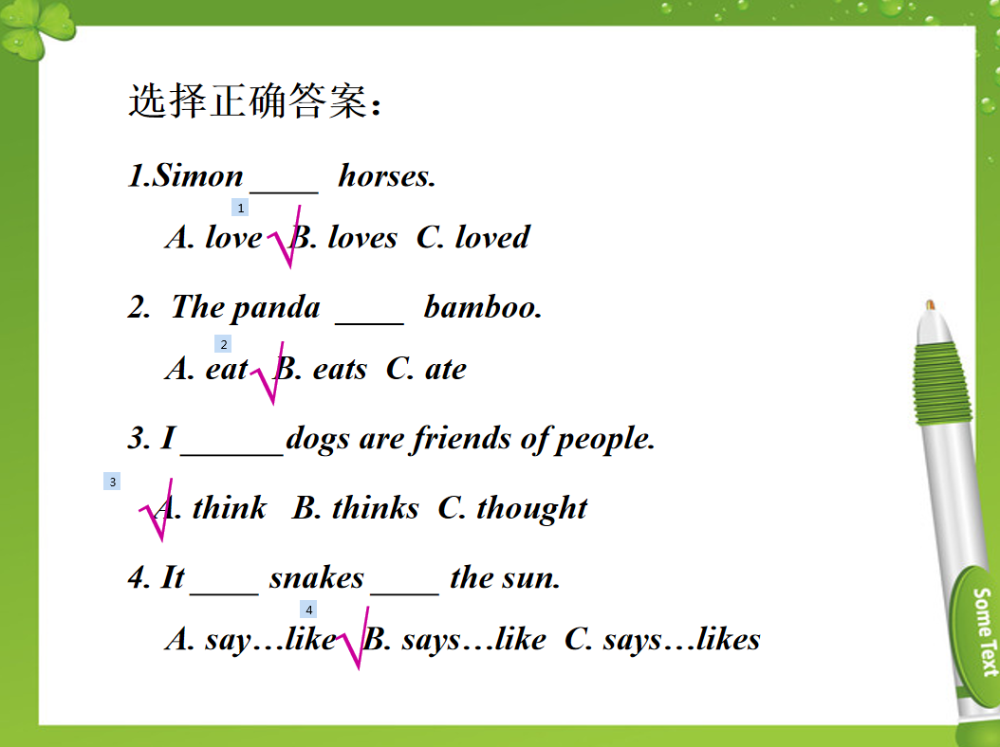 选择正确答案：
1.Simon ____ horses.
1
A. love √B. loves C. loved
2. The panda ____ bamboo.
2
A. eat √B. eats C. ate
3. I ______dogs are friends of people.
3
√A. think B. thinks C. thought
4. It ____ snakes ____ the sun.
4
A. say…like √B. says…like C. says…likes
Some Text